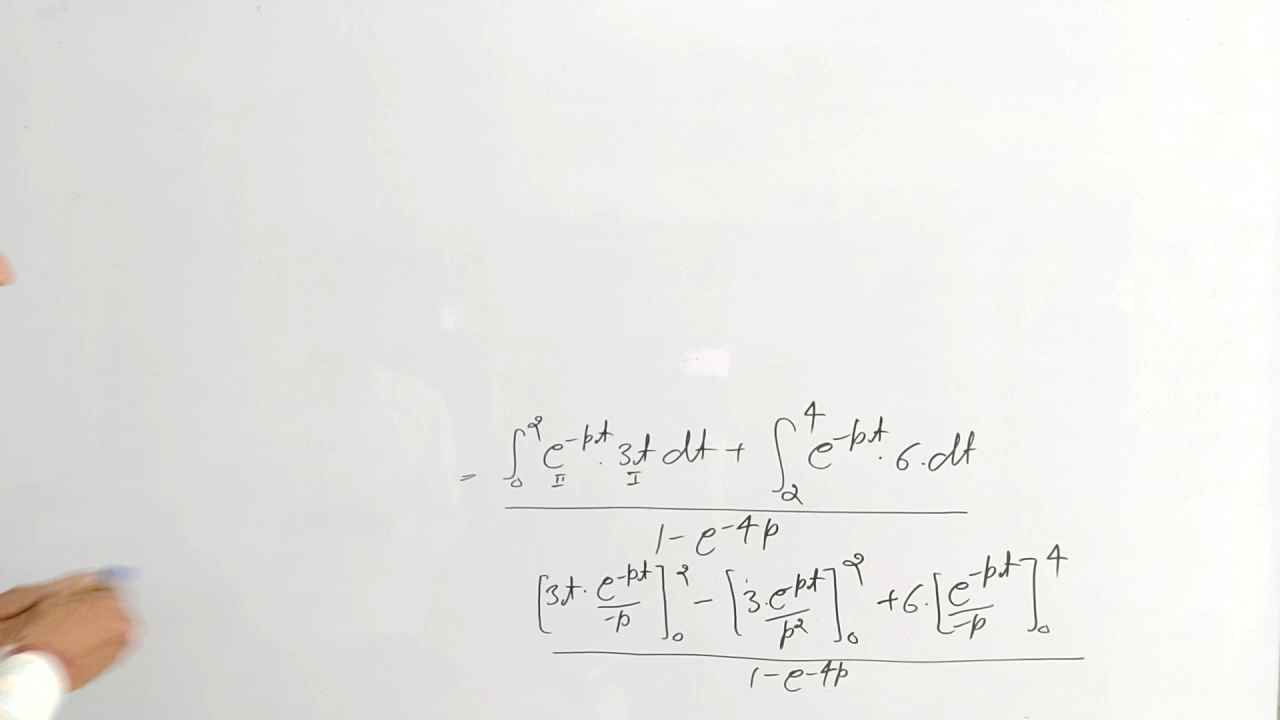 = ∫₀² e^{-pt} . 3t dt + ∫₂⁴ e^{-pt} . 6 . dt
II I
1 - e^{-4p}
[3t . e^{-pt}/-p]₀² - [3 . e^{-pt}/p²]₀² + 6 . [e^{-pt}/-p]₀⁴
1 - e^{-4p}